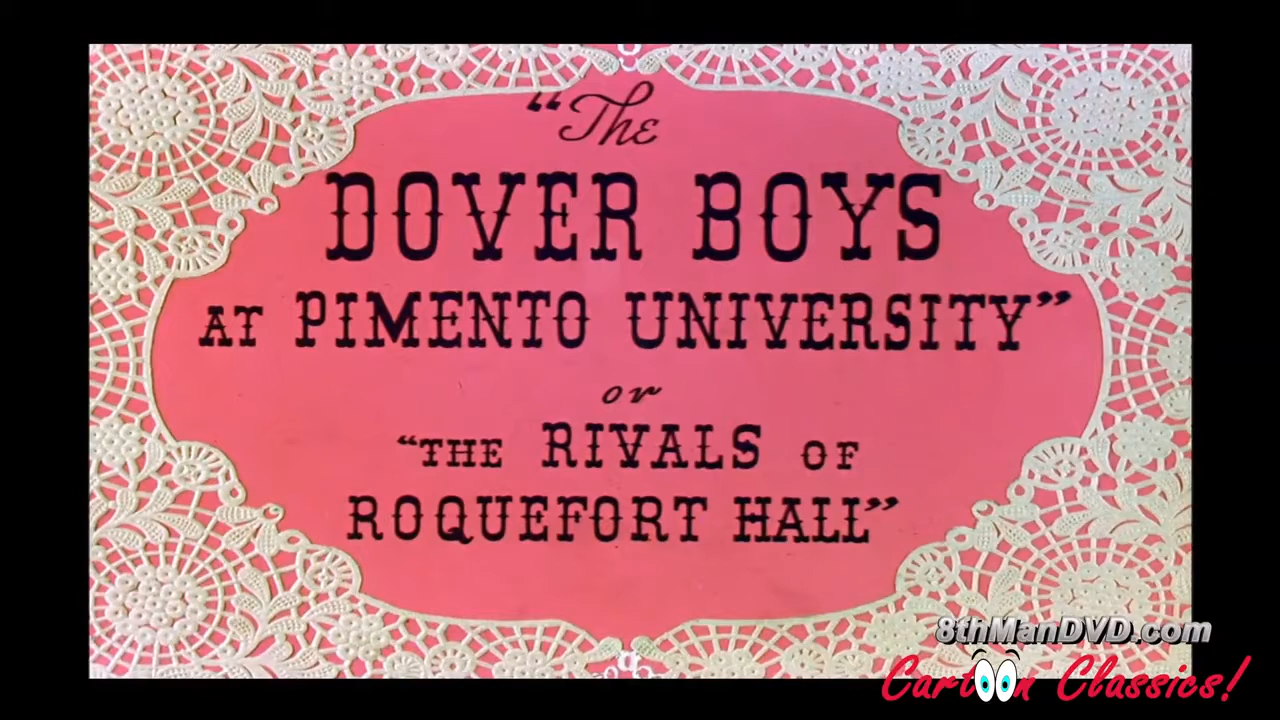 “The
DOVER BOYS
AT PIMENTO UNIVERSITY”
or
“THE RIVALS OF
ROQUEFORT HALL”
8thManDVD.com
Cartoon Classics!